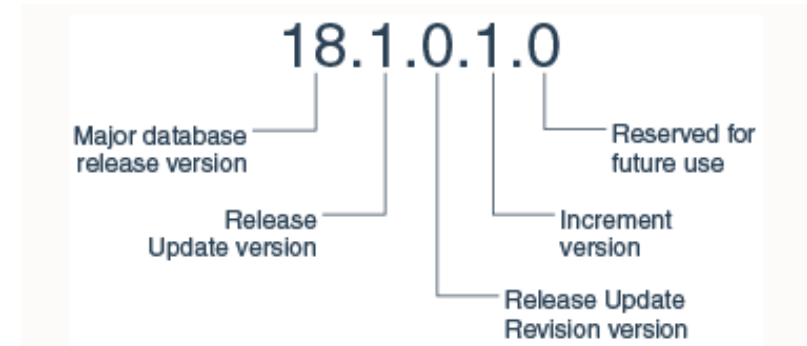 18.1.0.1.0
Major database
release version
Reserved for
future use
Release
Update version
Increment
version
Release Update
Revision version